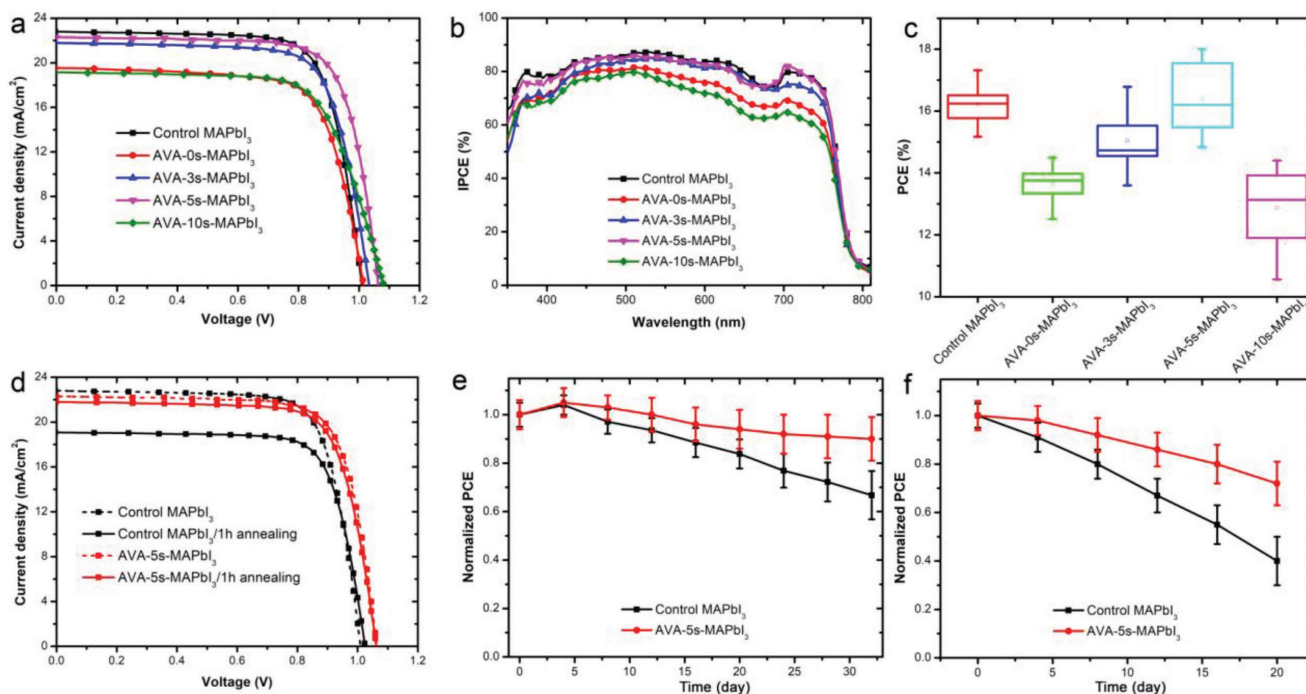 a
24
20
16
12
8
4
0
Current density (mA/cm²)
Control MAPbI₃
AVA-0s-MAPbI₃
AVA-3s-MAPbI₃
AVA-5s-MAPbI₃
AVA-10s-MAPbI₃
0.0 0.2 0.4 0.6 0.8 1.0 1.2
Voltage (V)
b
100
80
60
40
20
0
IPCE (%)
Control MAPbI₃
AVA-0s-MAPbI₃
AVA-3s-MAPbI₃
AVA-5s-MAPbI₃
AVA-10s-MAPbI₃
400 500 600 700 800
Wavelength (nm)
c
18
16
14
12
10
PCE (%)
Control MAPbI₃
AVA-0s-MAPbI₃
AVA-3s-MAPbI₃
AVA-5s-MAPbI₃
AVA-10s-MAPbI₃
d
24
20
16
12
8
4
0
Current density (mA/cm²)
Control MAPbI₃
Control MAPbI₃/1h annealing
AVA-5s-MAPbI₃
AVA-5s-MAPbI₃/1h annealing
0.0 0.2 0.4 0.6 0.8 1.0 1.2
Voltage (V)
e
1.0
0.8
0.6
0.4
0.2
0.0
Normalized PCE
Control MAPbI₃
AVA-5s-MAPbI₃
0 5 10 15 20 25 30
Time (day)
f
1.0
0.8
0.6
0.4
0.2
0.0
Normalized PCE
Control MAPbI₃
AVA-5s-MAPbI₃
0 5 10 15 20
Time (day)